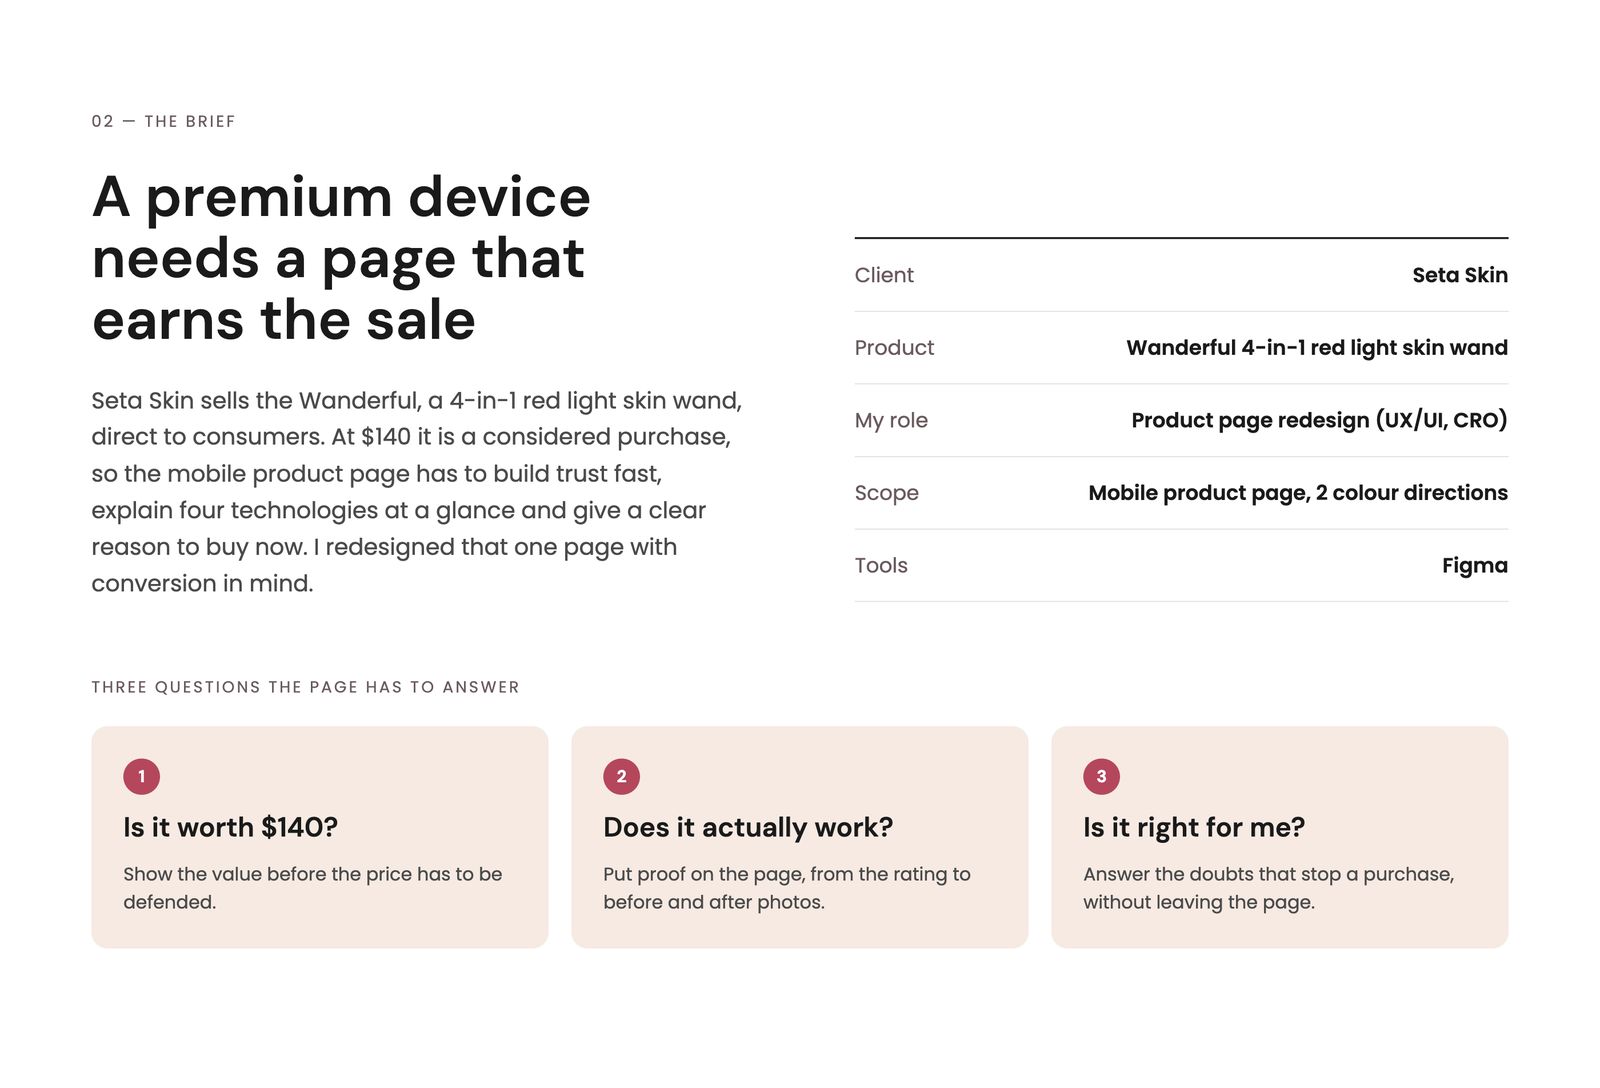 02 — THE BRIEF
A premium device
needs a page that
earns the sale
Seta Skin sells the Wanderful, a 4-in-1 red light skin wand,
direct to consumers. At $140 it is a considered purchase,
so the mobile product page has to build trust fast,
explain four technologies at a glance and give a clear
reason to buy now. I redesigned that one page with
conversion in mind.
Client Seta Skin
Product Wanderful 4-in-1 red light skin wand
My role Product page redesign (UX/UI, CRO)
Scope Mobile product page, 2 colour directions
Tools Figma
THREE QUESTIONS THE PAGE HAS TO ANSWER
1
Is it worth $140?
Show the value before the price has to be
defended.
2
Does it actually work?
Put proof on the page, from the rating to
before and after photos.
3
Is it right for me?
Answer the doubts that stop a purchase,
without leaving the page.